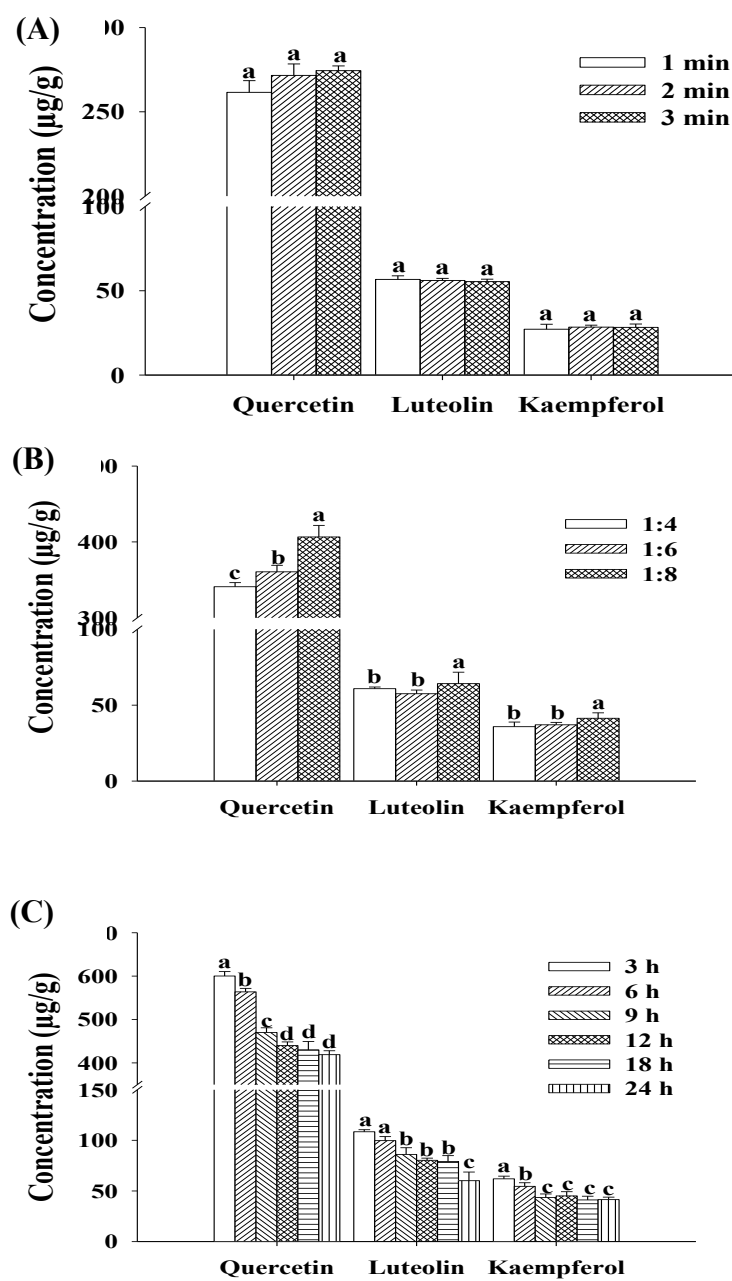 (A)
Concentration (µg/g)
250
200
100
50
0
a a a
a a a
a a a
1 min
2 min
3 min
Quercetin Luteolin Kaempferol
(B)
Concentration (µg/g)
400
300
100
50
0
c b a
b b a
b b a
1:4
1:6
1:8
Quercetin Luteolin Kaempferol
(C)
Concentration (µg/g)
0
600
500
400
150
100
50
0
a b c d d d
a a b b b c
a b c c c c
3 h
6 h
9 h
12 h
18 h
24 h
Quercetin Luteolin Kaempferol